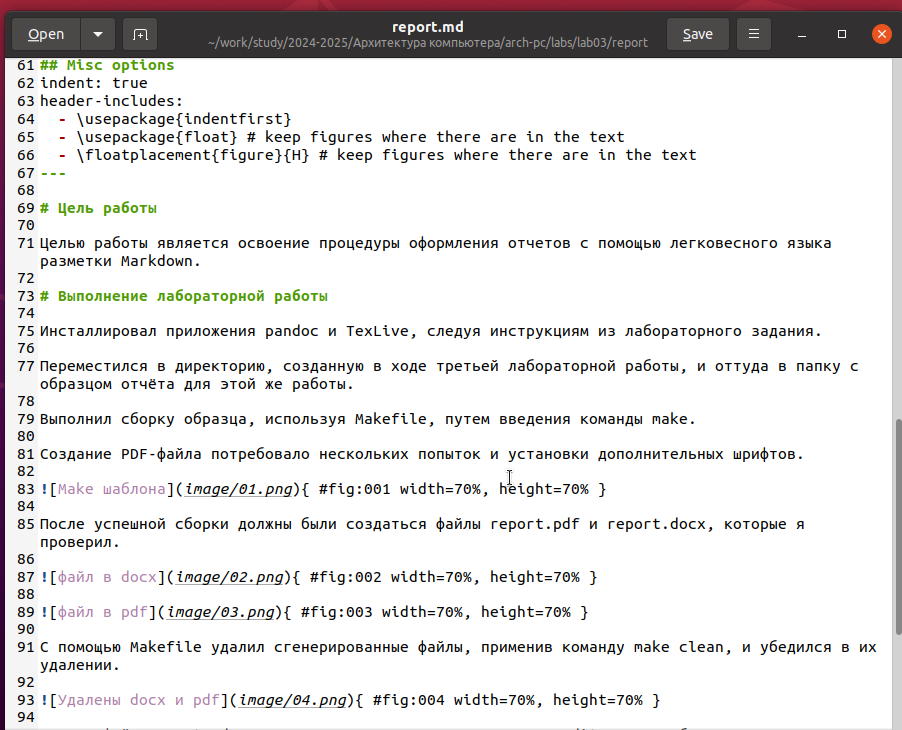 Open
report.md
~/work/study/2024-2025/Архитектура компьютера/arch-pc/labs/lab03/report
Save
61 ## Misc options
62 indent: true
63 header-includes:
64   - \usepackage{indentfirst}
65   - \usepackage{float} # keep figures where there are in the text
66   - \floatplacement{figure}{H} # keep figures where there are in the text
67 ---
68
69 # Цель работы
70
71 Целью работы является освоение процедуры оформления отчетов с помощью легковесного языка
разметки Markdown.
72
73 # Выполнение лабораторной работы
74
75 Инсталлировал приложения pandoc и TexLive, следуя инструкциям из лабораторного задания.
76
77 Переместился в директорию, созданную в ходе третьей лабораторной работы, и оттуда в папку с
образцом отчёта для этой же работы.
78
79 Выполнил сборку образца, используя Makefile, путем введения команды make.
80
81 Создание PDF-файла потребовало нескольких попыток и установки дополнительных шрифтов.
82
83 ![Make шаблона](image/01.png){ #fig:001 width=70%, height=70% }
84
85 После успешной сборки должны были создаться файлы report.pdf и report.docx, которые я
проверил.
86
87 ![файл в docx](image/02.png){ #fig:002 width=70%, height=70% }
88
89 ![файл в pdf](image/03.png){ #fig:003 width=70%, height=70% }
90
91 С помощью Makefile удалил сгенерированные файлы, применив команду make clean, и убедился в их
удалении.
92
93 ![Удалены docx и pdf](image/04.png){ #fig:004 width=70%, height=70% }
94